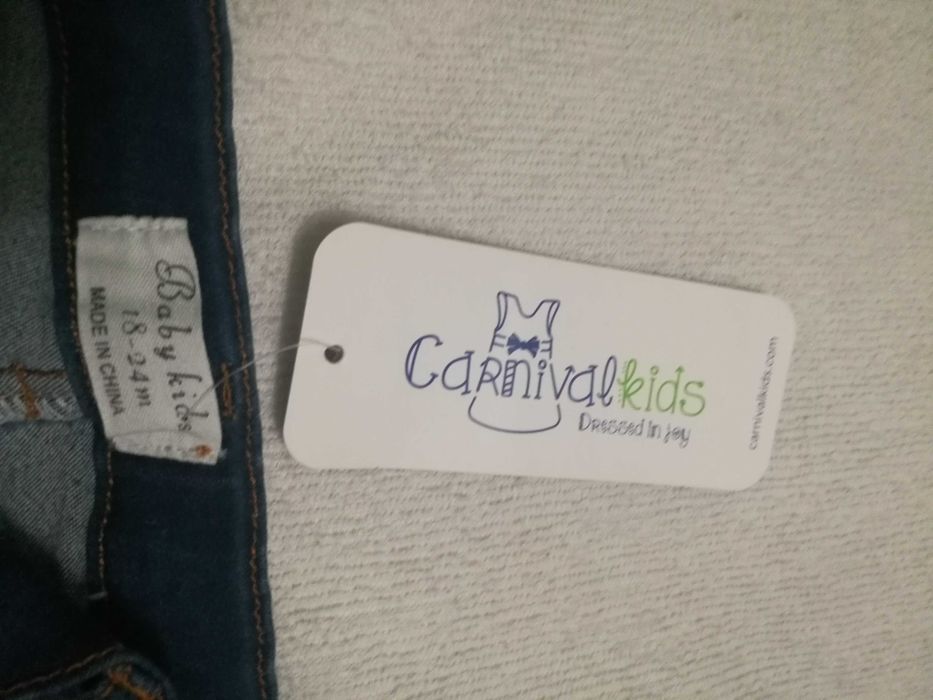 Baby kids
18-24m
MADE IN CHINA
Carnivalkids
Dressed in joy
carnivalkids.com